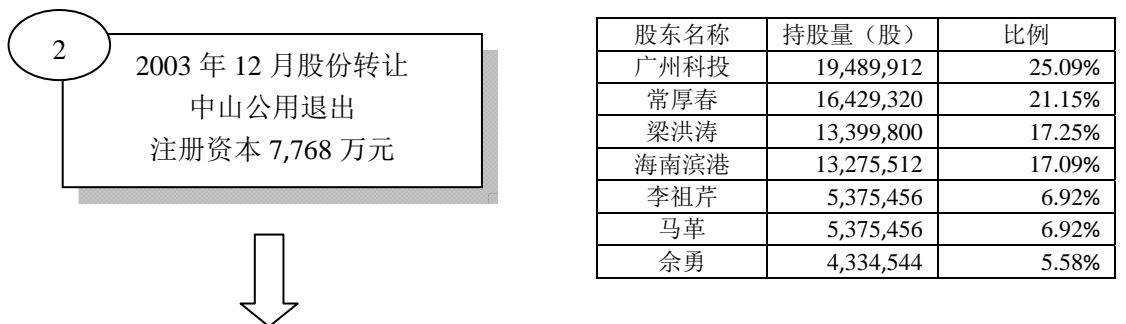 2
2003 年 12 月股份转让
中山公用退出
注册资本 7,768 万元
股东名称 持股量（股） 比例
广州科投 19,489,912 25.09%
常厚春 16,429,320 21.15%
梁洪涛 13,399,800 17.25%
海南滨港 13,275,512 17.09%
李祖芹 5,375,456 6.92%
马革 5,375,456 6.92%
佘勇 4,334,544 5.58%